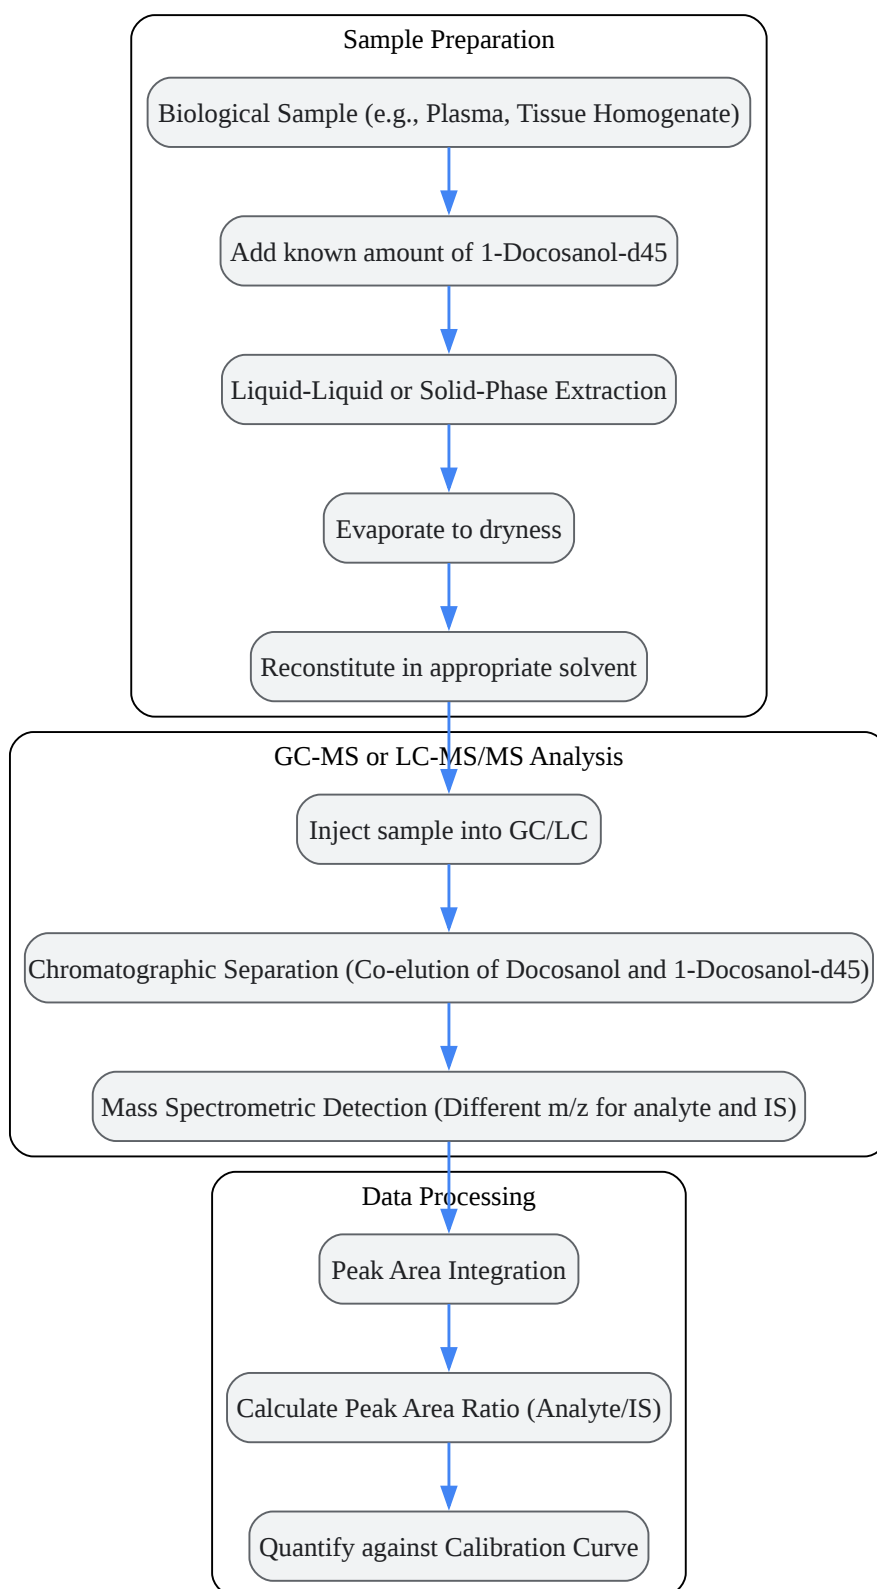 Sample Preparation
Biological Sample (e.g., Plasma, Tissue Homogenate)
Add known amount of 1-Docosanol-d45
Liquid-Liquid or Solid-Phase Extraction
Evaporate to dryness
Reconstitute in appropriate solvent
GC-MS or LC-MS/MS Analysis
Inject sample into GC/LC
Chromatographic Separation (Co-elution of Docosanol and 1-Docosanol-d45)
Mass Spectrometric Detection (Different m/z for analyte and IS)
Data Processing
Peak Area Integration
Calculate Peak Area Ratio (Analyte/IS)
Quantify against Calibration Curve